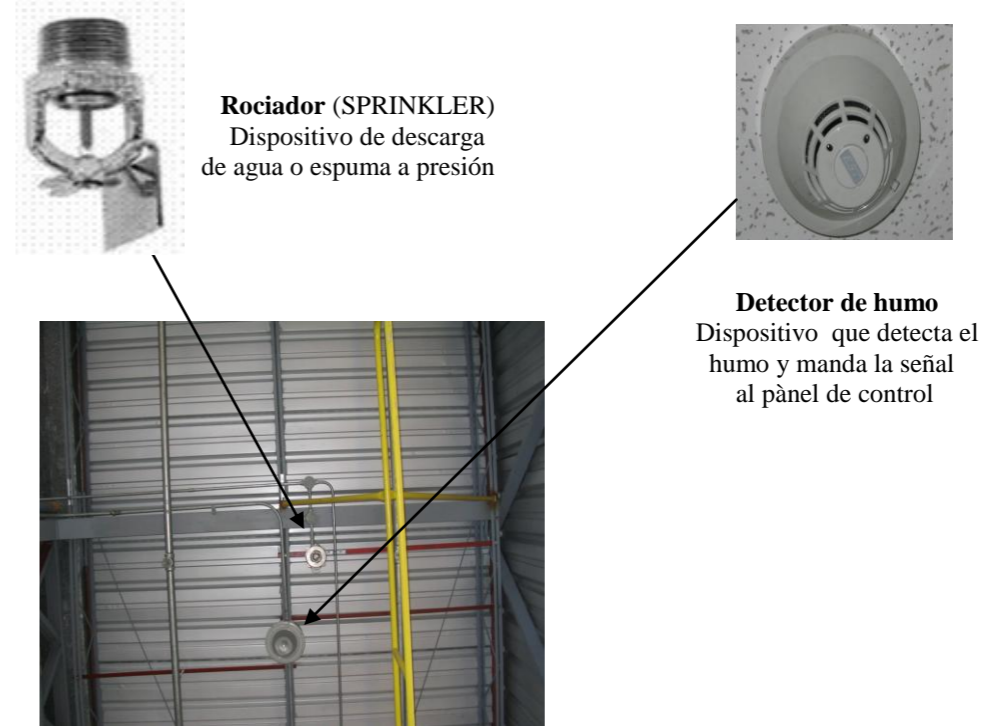 Rociador (SPRINKLER)
Dispositivo de descarga
de agua o espuma a presión
Detector de humo
Dispositivo que detecta el
humo y manda la señal
al pànel de control